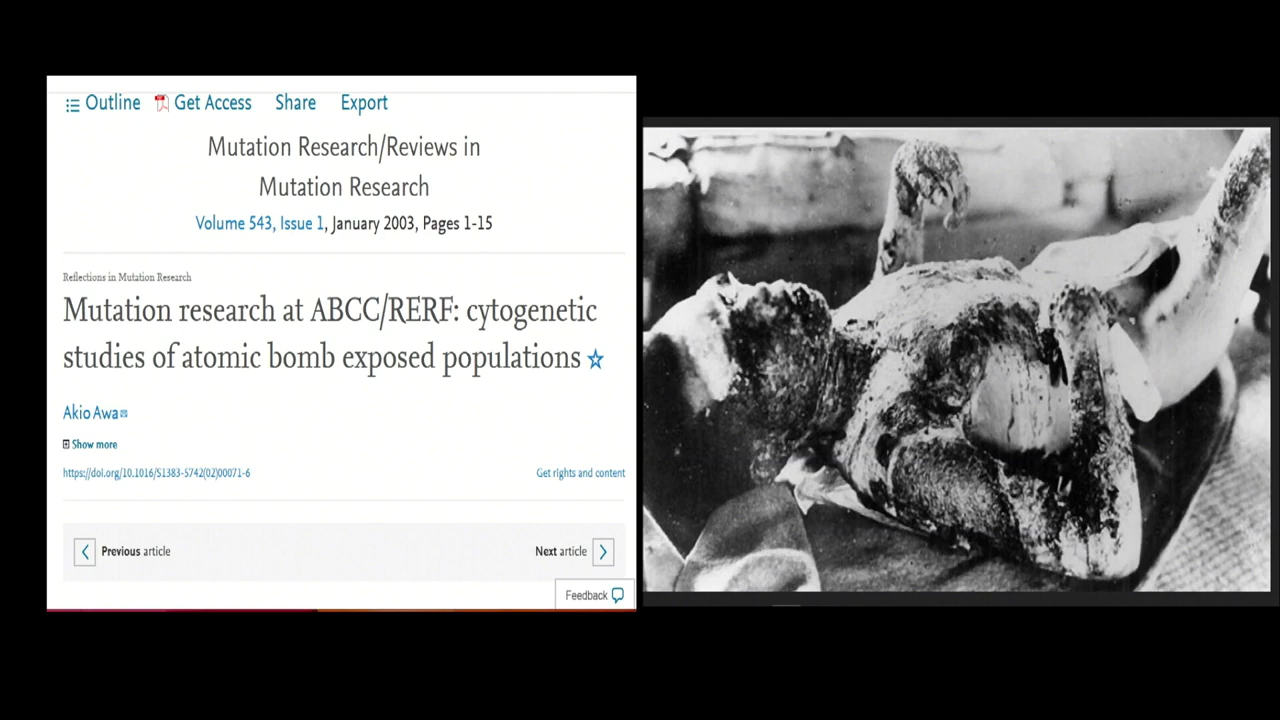 Outline Get Access Share Export
Mutation Research/Reviews in
Mutation Research
Volume 543, Issue 1, January 2003, Pages 1-15
Reflections in Mutation Research
Mutation research at ABCC/RERF: cytogenetic
studies of atomic bomb exposed populations
Akio Awa
Show more
https://doi.org/10.1016/S1383-5742(02)00071-6
Get rights and content
Previous article
Next article
Feedback